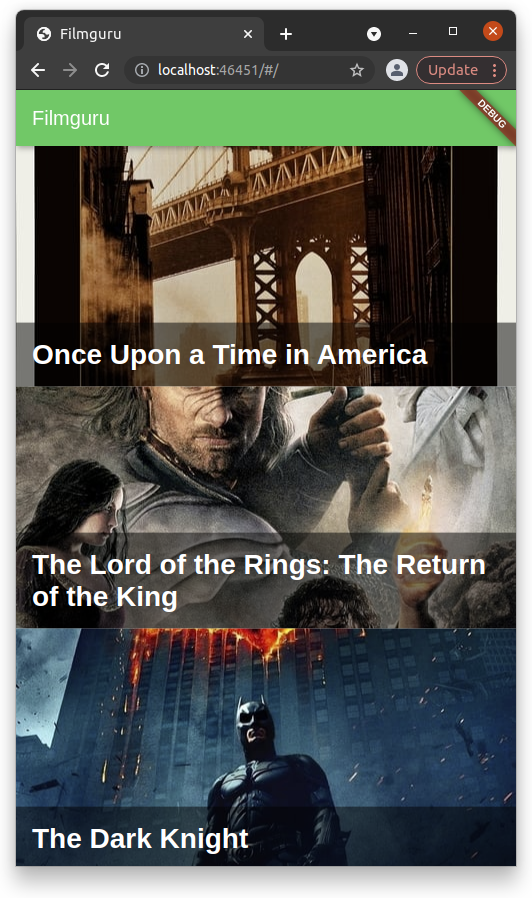 Filmguru
localhost:46451/#/
Update
Filmguru
DEBUG
Once Upon a Time in America
The Lord of the Rings: The Return
of the King
The Dark Knight